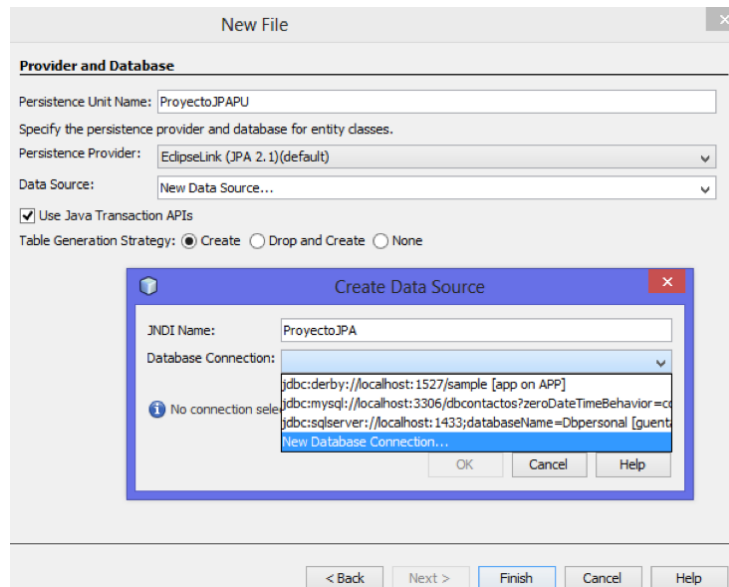 New File
Provider and Database
Persistence Unit Name: ProyectoJPAPU
Specify the persistence provider and database for entity classes.
Persistence Provider: EclipseLink (JPA 2.1)(default)
Data Source: New Data Source...
Use Java Transaction APIs
Table Generation Strategy: Create Drop and Create None
Create Data Source
JNDI Name: ProyectoJPA
Database Connection:
jdbc:derby://localhost:1527/sample [app on APP]
jdbc:mysql://localhost:3306/dbcontactos?zeroDateTimeBehavior=
No connection
jdbc:sqlserver://localhost:1433;databaseName=Dbpersonal
New Database Connection...
OK Cancel Help
< Back Next > Finish Cancel Help